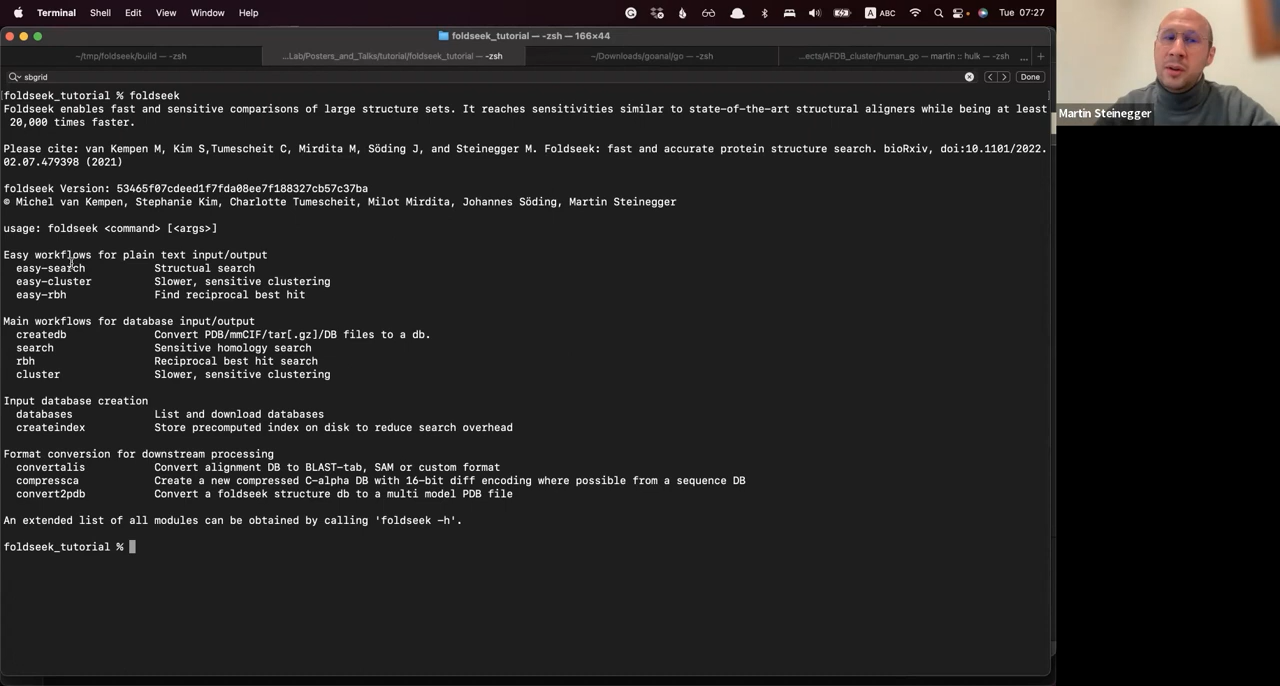 Terminal Shell Edit View Window Help ABC Tue 07:27
foldseek_tutorial — -zsh — 166×44
~/tmp/foldseek/build — -zsh ...Lab/Posters_and_Talks/tutorial/foldseek_tutorial — -zsh ~/Downloads/goanal/go — -zsh ...ects/AFDB_cluster/human_go — martin :: hulk — -zsh ... +
sbgrid Done
foldseek_tutorial % foldseek
Foldseek enables fast and sensitive comparisons of large structure sets. It reaches sensitivities similar to state-of-the-art structural aligners while being at least
20,000 times faster.
Please cite: van Kempen M, Kim S,Tumescheit C, Mirdita M, Söding J, and Steinegger M. Foldseek: fast and accurate protein structure search. bioRxiv, doi:10.1101/2022.
02.07.479398 (2021)
foldseek Version: 53465f07cdeed1f7fda08ee7f188327cb57c37ba
© Michel van Kempen, Stephanie Kim, Charlotte Tumescheit, Milot Mirdita, Johannes Söding, Martin Steinegger
usage: foldseek <command> [<args>]
Easy workflows for plain text input/output
easy-search Structual search
easy-cluster Slower, sensitive clustering
easy-rbh Find reciprocal best hit
Main workflows for database input/output
createdb Convert PDB/mmCIF/tar[.gz]/DB files to a db.
search Sensitive homology search
rbh Reciprocal best hit search
cluster Slower, sensitive clustering
Input database creation
databases List and download databases
createindex Store precomputed index on disk to reduce search overhead
Format conversion for downstream processing
convertalis Convert alignment DB to BLAST-tab, SAM or custom format
compressca Create a new compressed C-alpha DB with 16-bit diff encoding where possible from a sequence DB
convert2pdb Convert a foldseek structure db to a multi model PDB file
An extended list of all modules can be obtained by calling 'foldseek -h'.
foldseek_tutorial %
Martin Steinegger